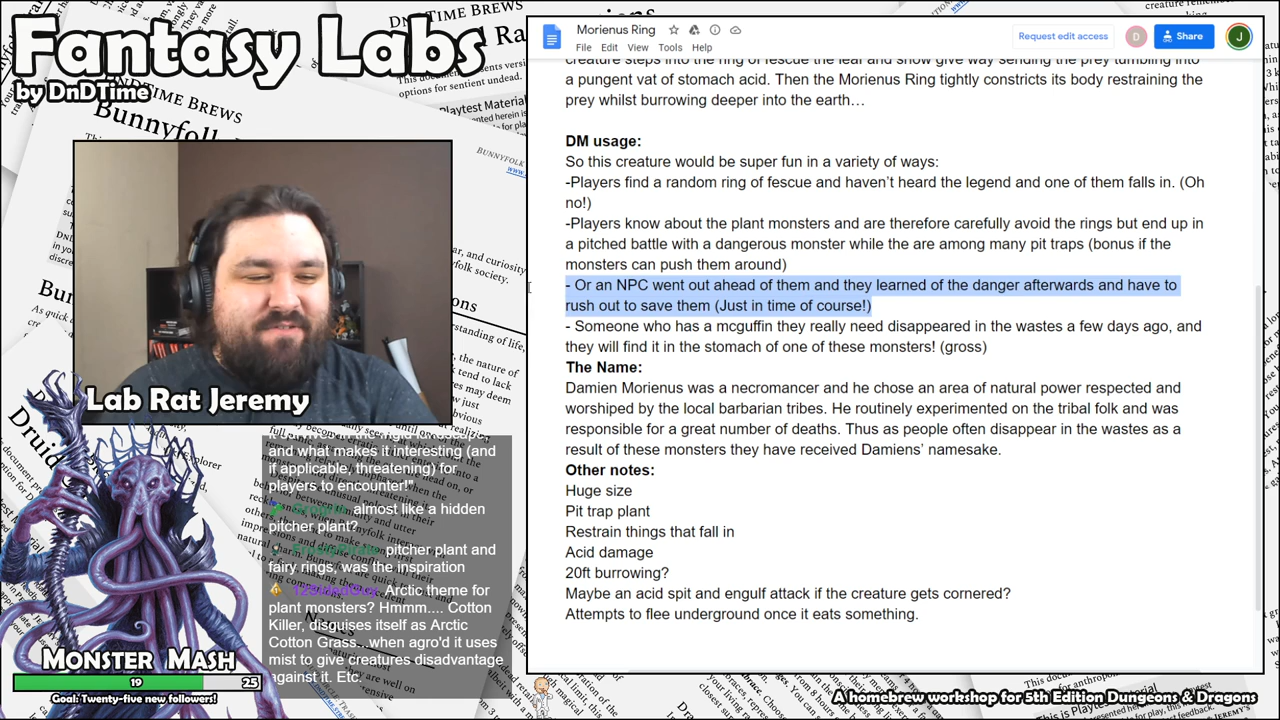 Fantasy Labs
by DnDTime
Lab Rat Jeremy
and what makes it interesting (and
if applicable, threatening) for
players to encounter!"
almost like a hidden
pitcher plant?
pitcher plant and
fairy rings, was the inspiration
12SidedGuy Arctic theme for
plant monsters? Hmmm.... Cotton
Killer, disguises itself as Arctic
Cotton Grass...when agro'd it uses
mist to give creatures disadvantage
against it. Etc.
MONSTER MASH
19
25
Goal: Twenty-five new followers!
Morienus Ring
File Edit View Tools Help
Request edit access
D
Share
J
creature steps into the ring of fescue the leaf and snow give way sending the prey tumbling into
a pungent vat of stomach acid. Then the Morienus Ring tightly constricts its body restraining the
prey whilst burrowing deeper into the earth…
DM usage:
So this creature would be super fun in a variety of ways:
-Players find a random ring of fescue and haven't heard the legend and one of them falls in. (Oh
no!)
-Players know about the plant monsters and are therefore carefully avoid the rings but end up in
a pitched battle with a dangerous monster while the are among many pit traps (bonus if the
monsters can push them around)
- Or an NPC went out ahead of them and they learned of the danger afterwards and have to
rush out to save them (Just in time of course!)
- Someone who has a mcguffin they really need disappeared in the wastes a few days ago, and
they will find it in the stomach of one of these monsters! (gross)
The Name:
Damien Morienus was a necromancer and he chose an area of natural power respected and
worshiped by the local barbarian tribes. He routinely experimented on the tribal folk and was
responsible for a great number of deaths. Thus as people often disappear in the wastes as a
result of these monsters they have received Damiens' namesake.
Other notes:
Huge size
Pit trap plant
Restrain things that fall in
Acid damage
20ft burrowing?
Maybe an acid spit and engulf attack if the creature gets cornered?
Attempts to flee underground once it eats something.
A homebrew workshop for 5th Edition Dungeons & Dragons